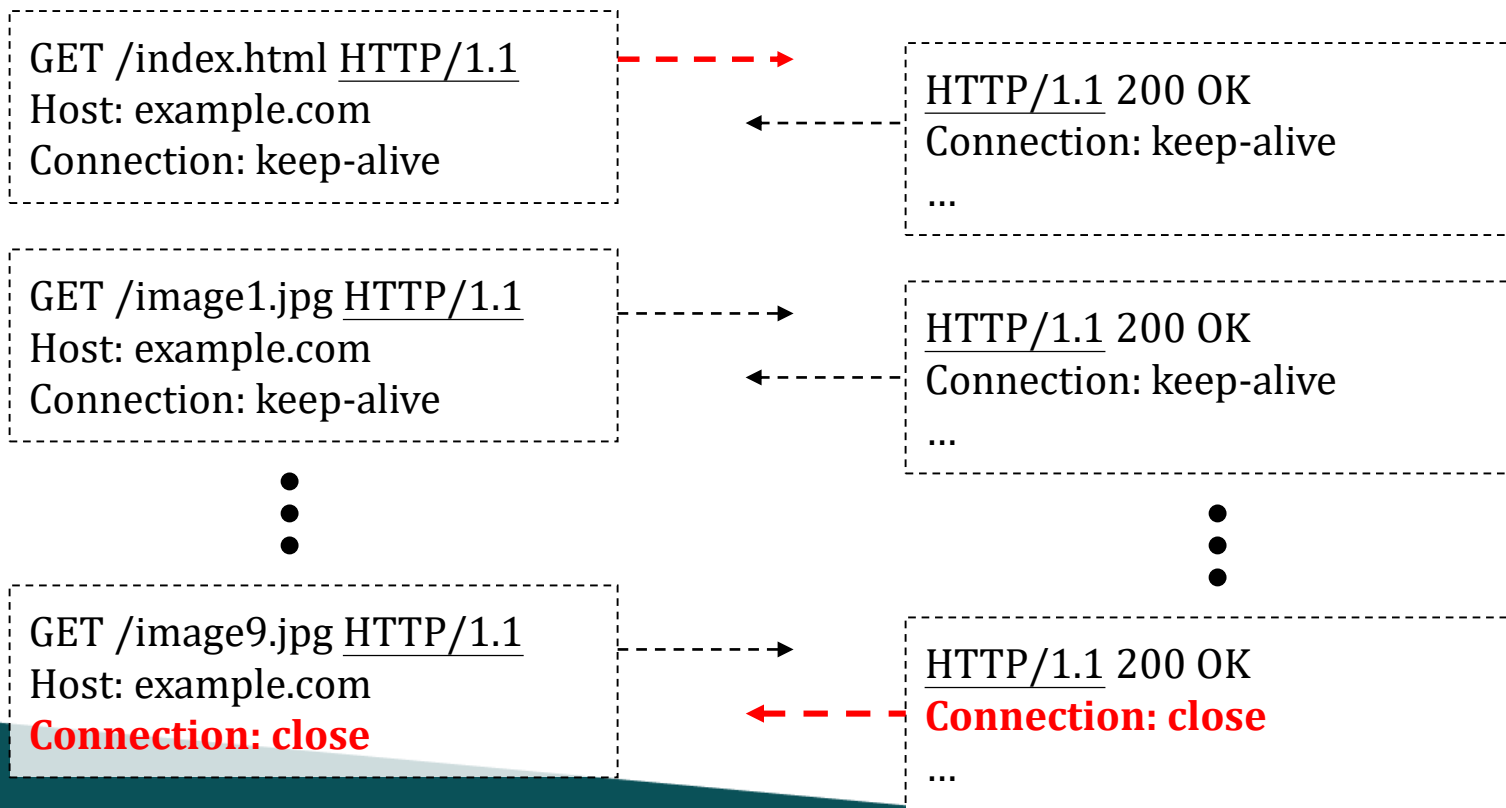 GET /index.html HTTP/1.1
Host: example.com
Connection: keep-alive
HTTP/1.1 200 OK
Connection: keep-alive
...
GET /image1.jpg HTTP/1.1
Host: example.com
Connection: keep-alive
HTTP/1.1 200 OK
Connection: keep-alive
...
GET /image9.jpg HTTP/1.1
Host: example.com
Connection: close
HTTP/1.1 200 OK
Connection: close
...